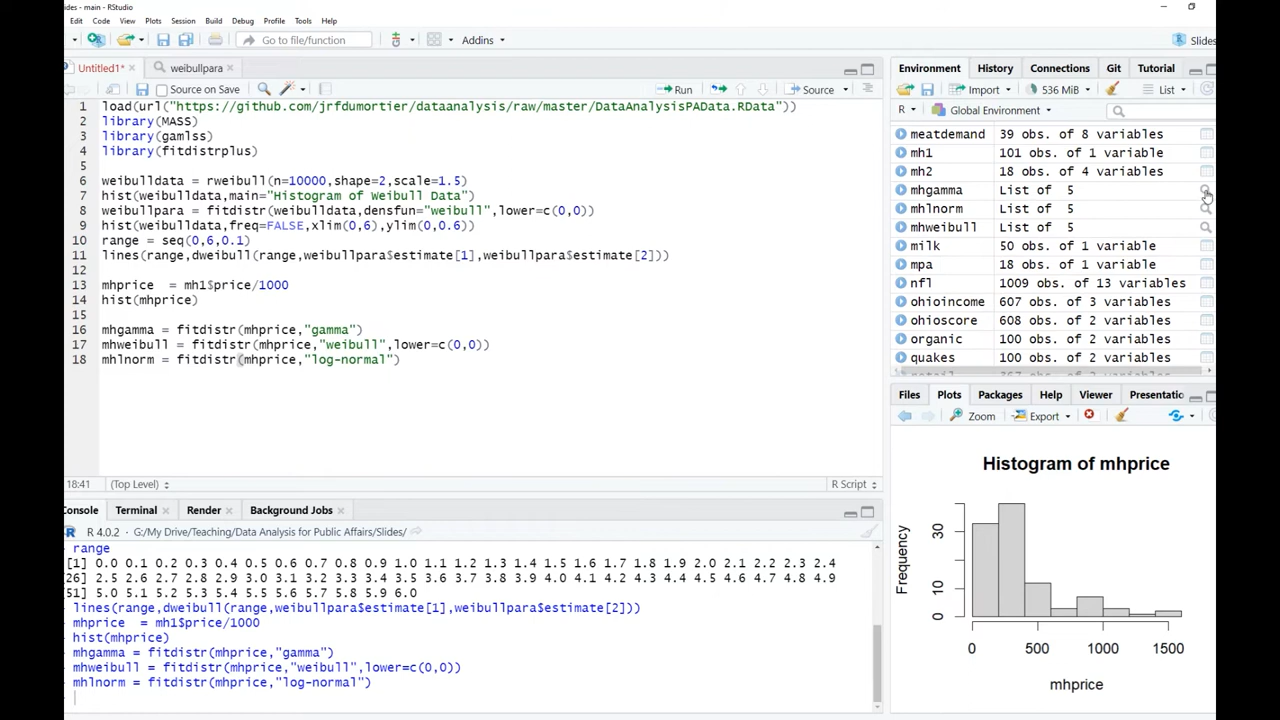 Slides - main - RStudio
Edit Code View Plots Session Build Debug Profile Tools Help
Go to file/function Addins Slides
Untitled1* weibullpara
Source on Save Run Source
1 load(url("https://github.com/jrfdumortier/dataanalysis/raw/master/DataAnalysisPAData.RData"))
2 library(MASS)
3 library(gamlss)
4 library(fitdistrplus)
5
6 weibulldata = rweibull(n=10000,shape=2,scale=1.5)
7 hist(weibulldata,main="Histogram of Weibull Data")
8 weibullpara = fitdistr(weibulldata,densfun="weibull",lower=c(0,0))
9 hist(weibulldata,freq=FALSE,xlim(0,6),ylim(0,0.6))
10 range = seq(0,6,0.1)
11 lines(range,dweibull(range,weibullpara$estimate[1],weibullpara$estimate[2]))
12
13 mhprice  = mh1$price/1000
14 hist(mhprice)
15
16 mhgamma = fitdistr(mhprice,"gamma")
17 mhweibull = fitdistr(mhprice,"weibull",lower=c(0,0))
18 mhlnorm = fitdistr(mhprice,"log-normal")
18:41 (Top Level) R Script
Console Terminal Render Background Jobs
R 4.0.2 · G:/My Drive/Teaching/Data Analysis for Public Affairs/Slides/
range
[1] 0.0 0.1 0.2 0.3 0.4 0.5 0.6 0.7 0.8 0.9 1.0 1.1 1.2 1.3 1.4 1.5 1.6 1.7 1.8 1.9 2.0 2.1 2.2 2.3 2.4
[26] 2.5 2.6 2.7 2.8 2.9 3.0 3.1 3.2 3.3 3.4 3.5 3.6 3.7 3.8 3.9 4.0 4.1 4.2 4.3 4.4 4.5 4.6 4.7 4.8 4.9
[51] 5.0 5.1 5.2 5.3 5.4 5.5 5.6 5.7 5.8 5.9 6.0
lines(range,dweibull(range,weibullpara$estimate[1],weibullpara$estimate[2]))
mhprice  = mh1$price/1000
hist(mhprice)
mhgamma = fitdistr(mhprice,"gamma")
mhweibull = fitdistr(mhprice,"weibull",lower=c(0,0))
mhlnorm = fitdistr(mhprice,"log-normal")
Environment History Connections Git Tutorial
Import 536 MiB List
R Global Environment
meatdemand 39 obs. of 8 variables
mh1 101 obs. of 1 variable
mh2 18 obs. of 4 variables
mhgamma List of 5
mhlnorm List of 5
mhweibull List of 5
milk 50 obs. of 1 variable
mpa 18 obs. of 1 variable
nfl 1009 obs. of 13 variables
ohioincome 607 obs. of 3 variables
ohioscore 608 obs. of 2 variables
organic 100 obs. of 2 variables
quakes 100 obs. of 2 variables
Files Plots Packages Help Viewer Presentatio
Zoom Export
Histogram of mhprice
Frequency
30
10
0
0 500 1000 1500
mhprice